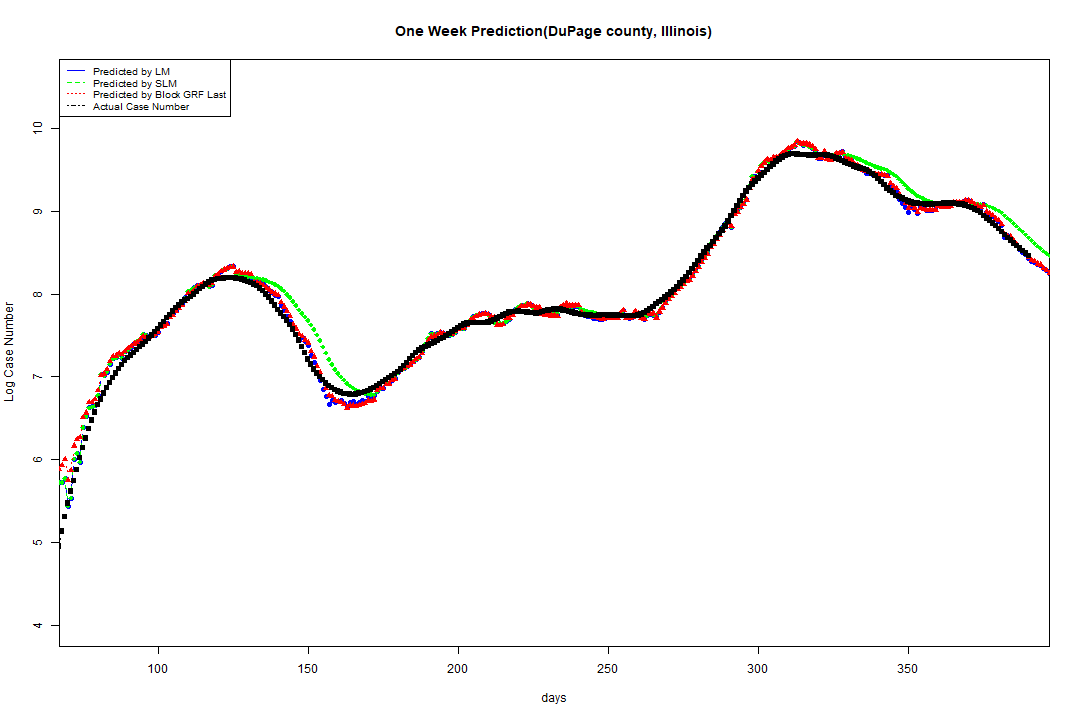 One Week Prediction(DuPage county, Illinois)
Predicted by LM
Predicted by SLM
Predicted by Block GRF Last
Actual Case Number
10
9
8
7
6
5
4
Log Case Number
100 150 200 250 300 350
days